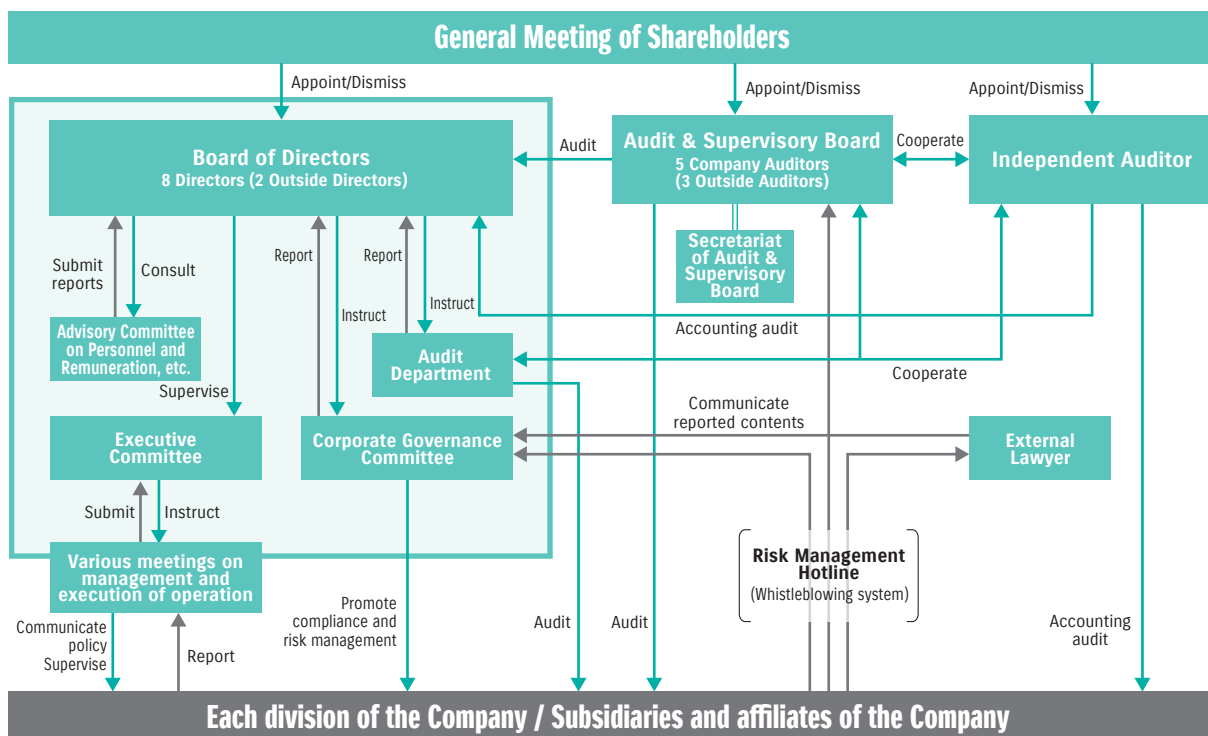 General Meeting of Shareholders
Appoint/Dismiss
Appoint/Dismiss
Appoint/Dismiss
Board of Directors
8 Directors (2 Outside Directors)
Audit
Audit & Supervisory Board
5 Company Auditors
(3 Outside Auditors)
Cooperate
Independent Auditor
Submit
reports
Consult
Report
Report
Instruct
Instruct
Secretariat
of Audit &
Supervisory
Board
Accounting audit
Advisory Committee
on Personnel and
Remuneration, etc.
Audit
Department
Cooperate
Supervise
Communicate
reported contents
Executive
Committee
Corporate Governance
Committee
External
Lawyer
Submit
Instruct
Various meetings on
management and
execution of operation
Risk Management
Hotline
(Whistleblowing system)
Communicate
policy
Supervise
Report
Promote
compliance and
risk management
Audit
Audit
Accounting
audit
Each division of the Company / Subsidiaries and affiliates of the Company